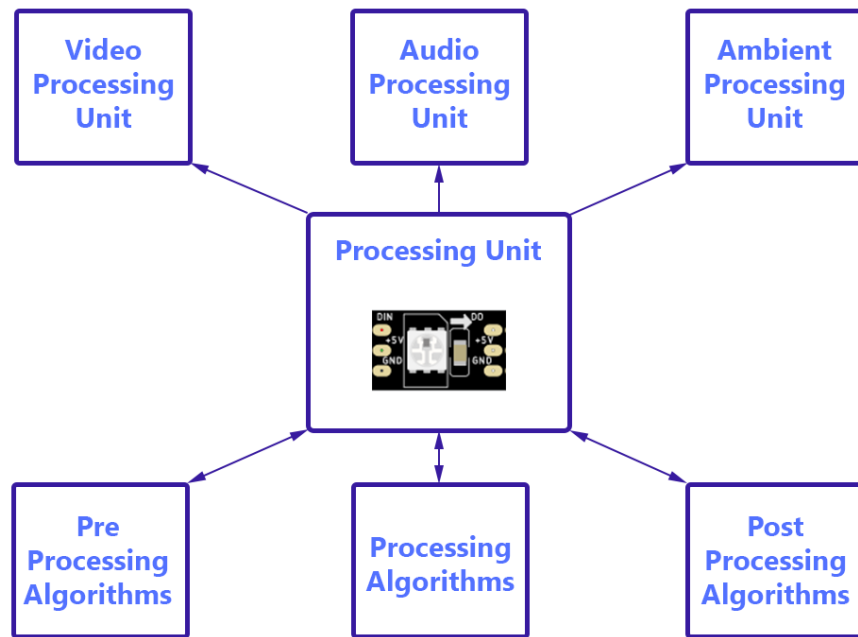 Video
Processing
Unit
Audio
Processing
Unit
Ambient
Processing
Unit
Processing Unit
DIN
DO
+5V
+5V
GND
GND
Pre
Processing
Algorithms
Processing
Algorithms
Post
Processing
Algorithms